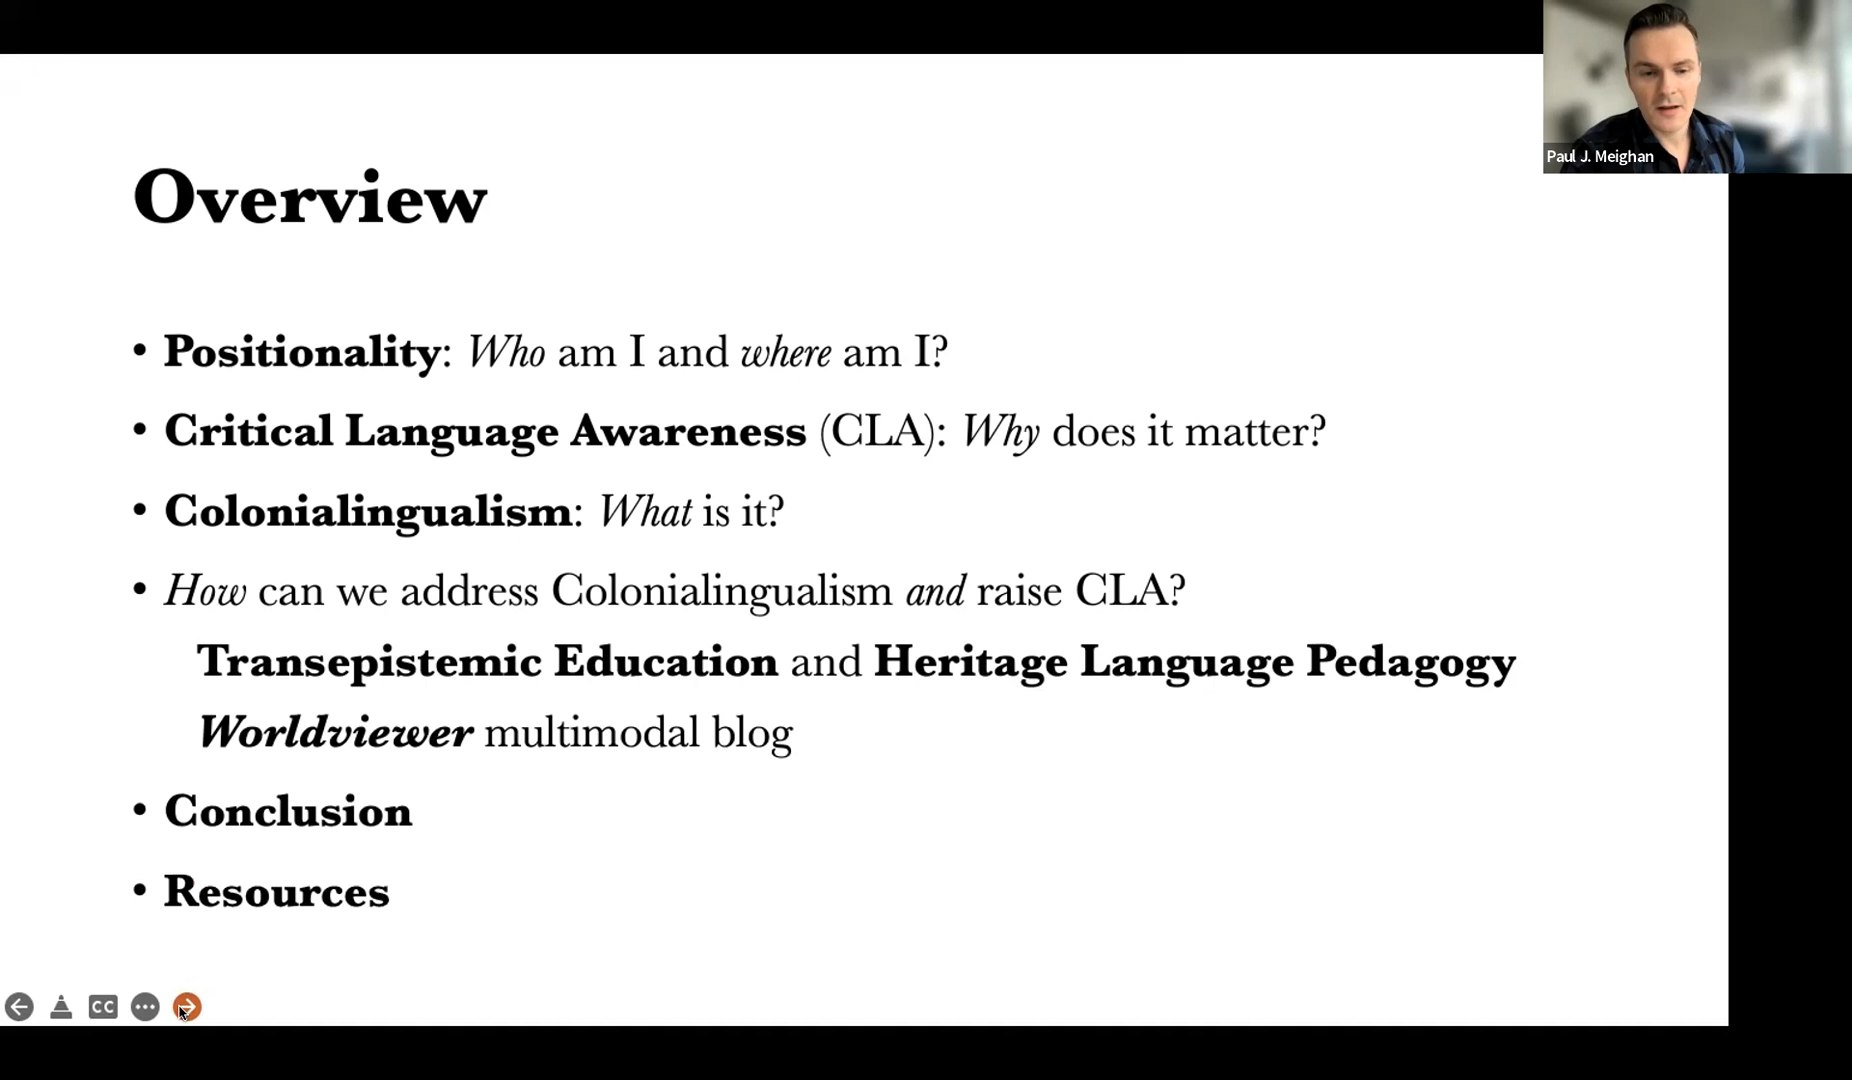 Paul J. Meighan
Overview
• Positionality: Who am I and where am I?
• Critical Language Awareness (CLA): Why does it matter?
• Colonialingualism: What is it?
• How can we address Colonialingualism and raise CLA?
Transepistemic Education and Heritage Language Pedagogy
Worldviewer multimodal blog
• Conclusion
• Resources
CC